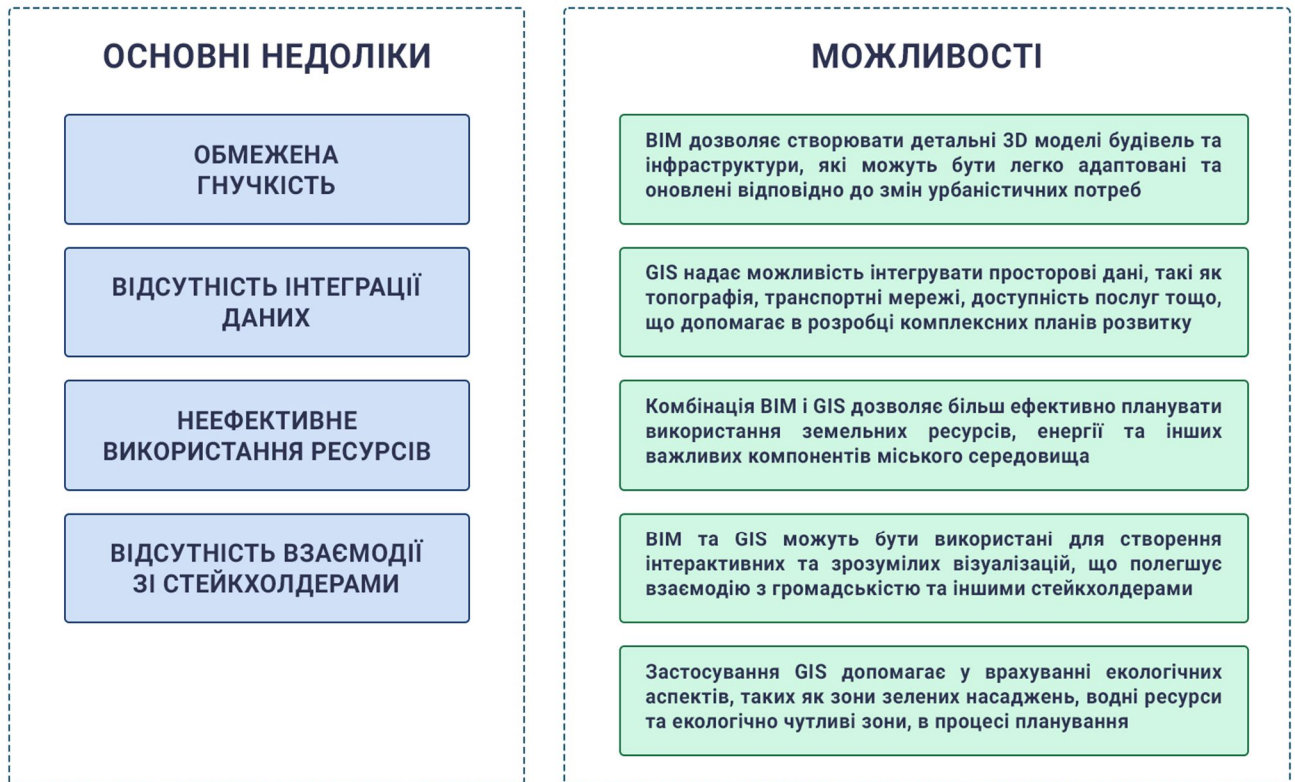 ОСНОВНІ НЕДОЛІКИ
ОБМЕЖЕНА
ГНУЧКІСТЬ
ВІДСУТНІСТЬ ІНТЕГРАЦІЇ
ДАНИХ
НЕЕФЕКТИВНЕ
ВИКОРИСТАННЯ РЕСУРСІВ
ВІДСУТНІСТЬ ВЗАЄМОДІЇ
ЗІ СТЕЙКХОЛДЕРАМИ
МОЖЛИВОСТІ
BIM дозволяє створювати детальні 3D моделі будівель та
інфраструктури, які можуть бути легко адаптовані та
оновлені відповідно до змін урбаністичних потреб
GIS надає можливість інтегрувати просторові дані, такі як
топографія, транспортні мережі, доступність послуг тощо,
що допомагає в розробці комплексних планів розвитку
Комбінація BIM і GIS дозволяє більш ефективно планувати
використання земельних ресурсів, енергії та інших
важливих компонентів міського середовища
BIM та GIS можуть бути використані для створення
інтерактивних та зрозумілих візуалізацій, що полегшує
взаємодію з громадськістю та іншими стейкхолдерами
Застосування GIS допомагає у врахуванні екологічних
аспектів, таких як зони зелених насаджень, водні ресурси
та екологічно чутливі зони, в процесі планування